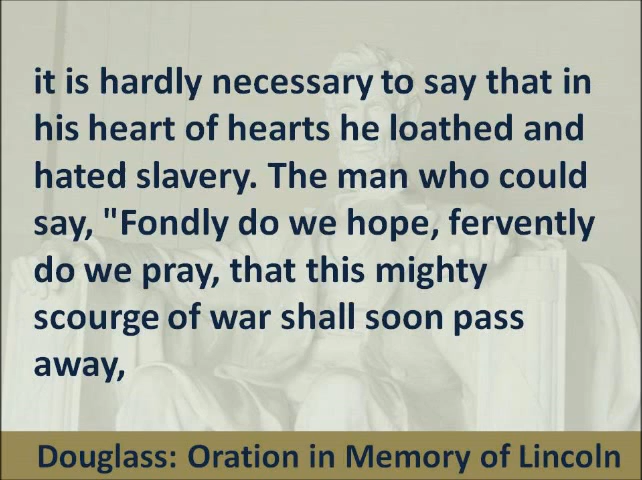 it is hardly necessary to say that in
his heart of hearts he loathed and
hated slavery. The man who could
say, "Fondly do we hope, fervently
do we pray, that this mighty
scourge of war shall soon pass
away,
Douglass: Oration in Memory of Lincoln